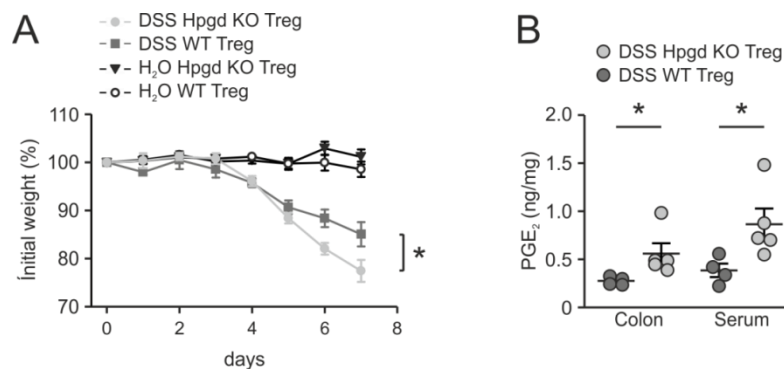 A
DSS Hpgd KO Treg
DSS WT Treg
H₂O Hpgd KO Treg
H₂O WT Treg
Ínitial weight (%)
110
100
90
80
70
0
2
4
6
8
days
*
B
DSS Hpgd KO Treg
DSS WT Treg
PGE₂ (ng/mg)
2.0
1.5
1.0
0.5
0
*
*
Colon
Serum